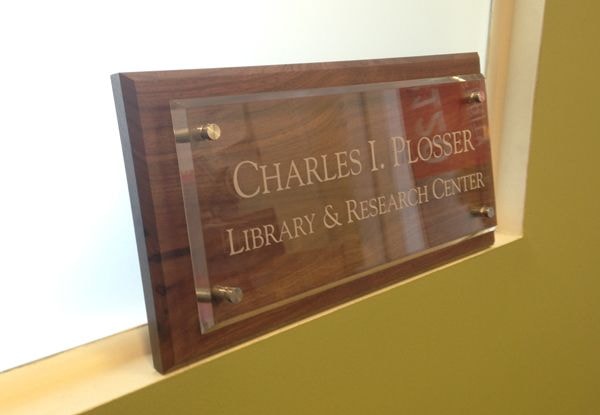 CHARLES I. PLOSSER
LIBRARY & RESEARCH CENTER